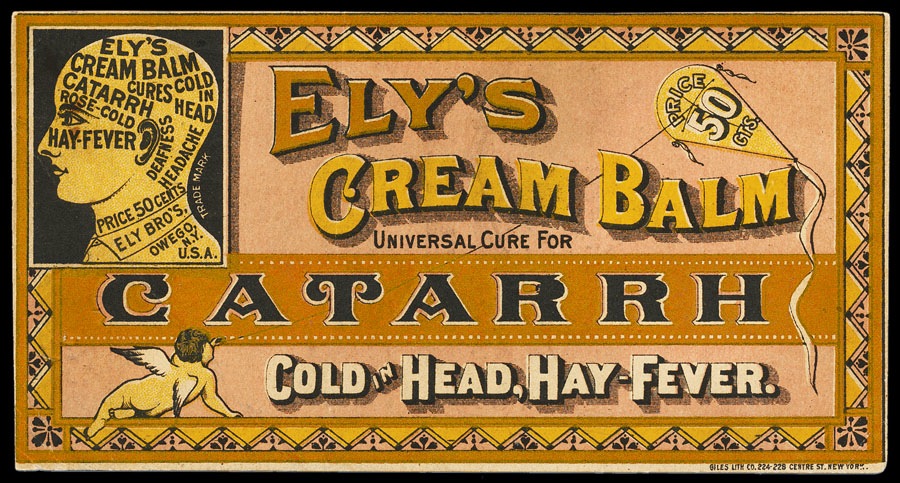 ELY'S
CREAM BALM
CURES COLD
IN
HEAD
CATARRH
ROSE-COLD
HAY-FEVER
DEAFNESS
HEADACHE
TRADE MARK
PRICE 50 CENTS
ELY BRO'S,
OWEGO,
N.Y.
U.S.A.
ELY'S
CREAM BALM
PRICE
50
CTS.
UNIVERSAL CURE FOR
CATARRH
COLD IN HEAD, HAY-FEVER.
GILES LITH CO. 224-228 CENTRE ST. NEW YORK.